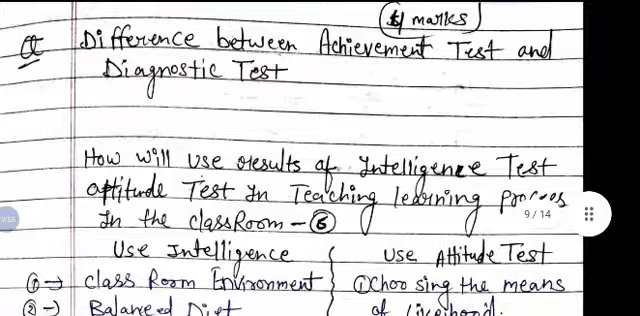 4 marks
Q Difference between Achievement Test and
Diagnostic Test
How will use results of Intelligence Test
aptitude Test In Teaching learning process
In the classRoom - 6
9 / 14
Use Intelligence
Use Attitude Test
① → class Room Environment
① Choosing the means
② → Balanced Diet
of livelihood.